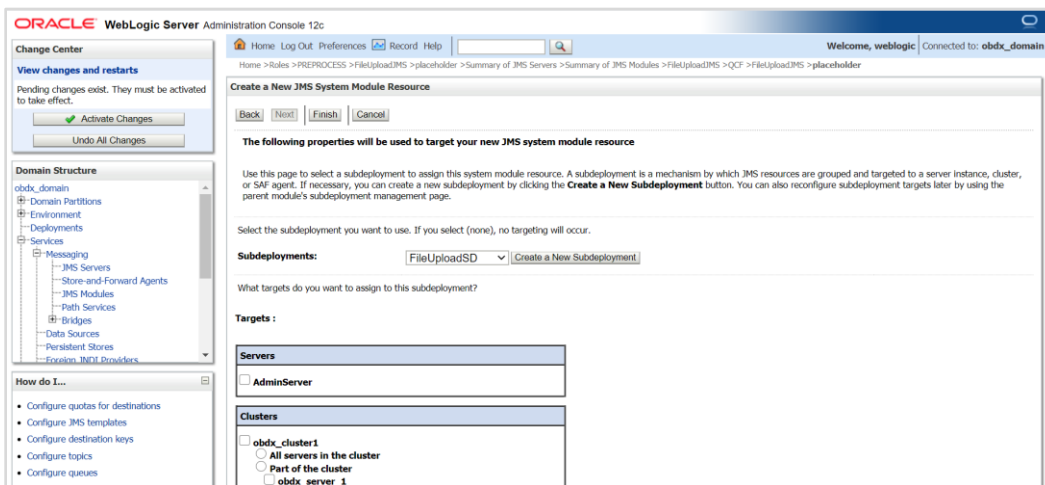 ORACLE WebLogic Server Administration Console 12c
Change Center
View changes and restarts
Pending changes exist. They must be activated
to take effect.
Activate Changes
Undo All Changes
Domain Structure
obdx_domain
Domain Partitions
Environment
Deployments
Services
Messaging
JMS Servers
Store-and-Forward Agents
JMS Modules
Path Services
Bridges
Data Sources
Persistent Stores
Foreign JNDI Providers
How do I...
Configure quotas for destinations
Configure JMS templates
Configure destination keys
Configure topics
Configure queues
Home Log Out Preferences Record Help
Welcome, weblogic Connected to: obdx_domain
Home >Roles >PREPROCESS >FileUploadJMS >placeholder >Summary of JMS Servers >Summary of JMS Modules >FileUploadJMS >QCF >FileUploadJMS >placeholder
Create a New JMS System Module Resource
Back Next Finish Cancel
The following properties will be used to target your new JMS system module resource
Use this page to select a subdeployment to assign this system module resource. A subdeployment is a mechanism by which JMS resources are grouped and targeted to a server instance, cluster,
or SAF agent. If necessary, you can create a new subdeployment by clicking the Create a New Subdeployment button. You can also reconfigure subdeployment targets later by using the
parent module's subdeployment management page.
Select the subdeployment you want to use. If you select (none), no targeting will occur.
Subdeployments: FileUploadSD Create a New Subdeployment
What targets do you want to assign to this subdeployment?
Targets :
Servers
AdminServer
Clusters
obdx_cluster1
All servers in the cluster
Part of the cluster
obdx_server_1